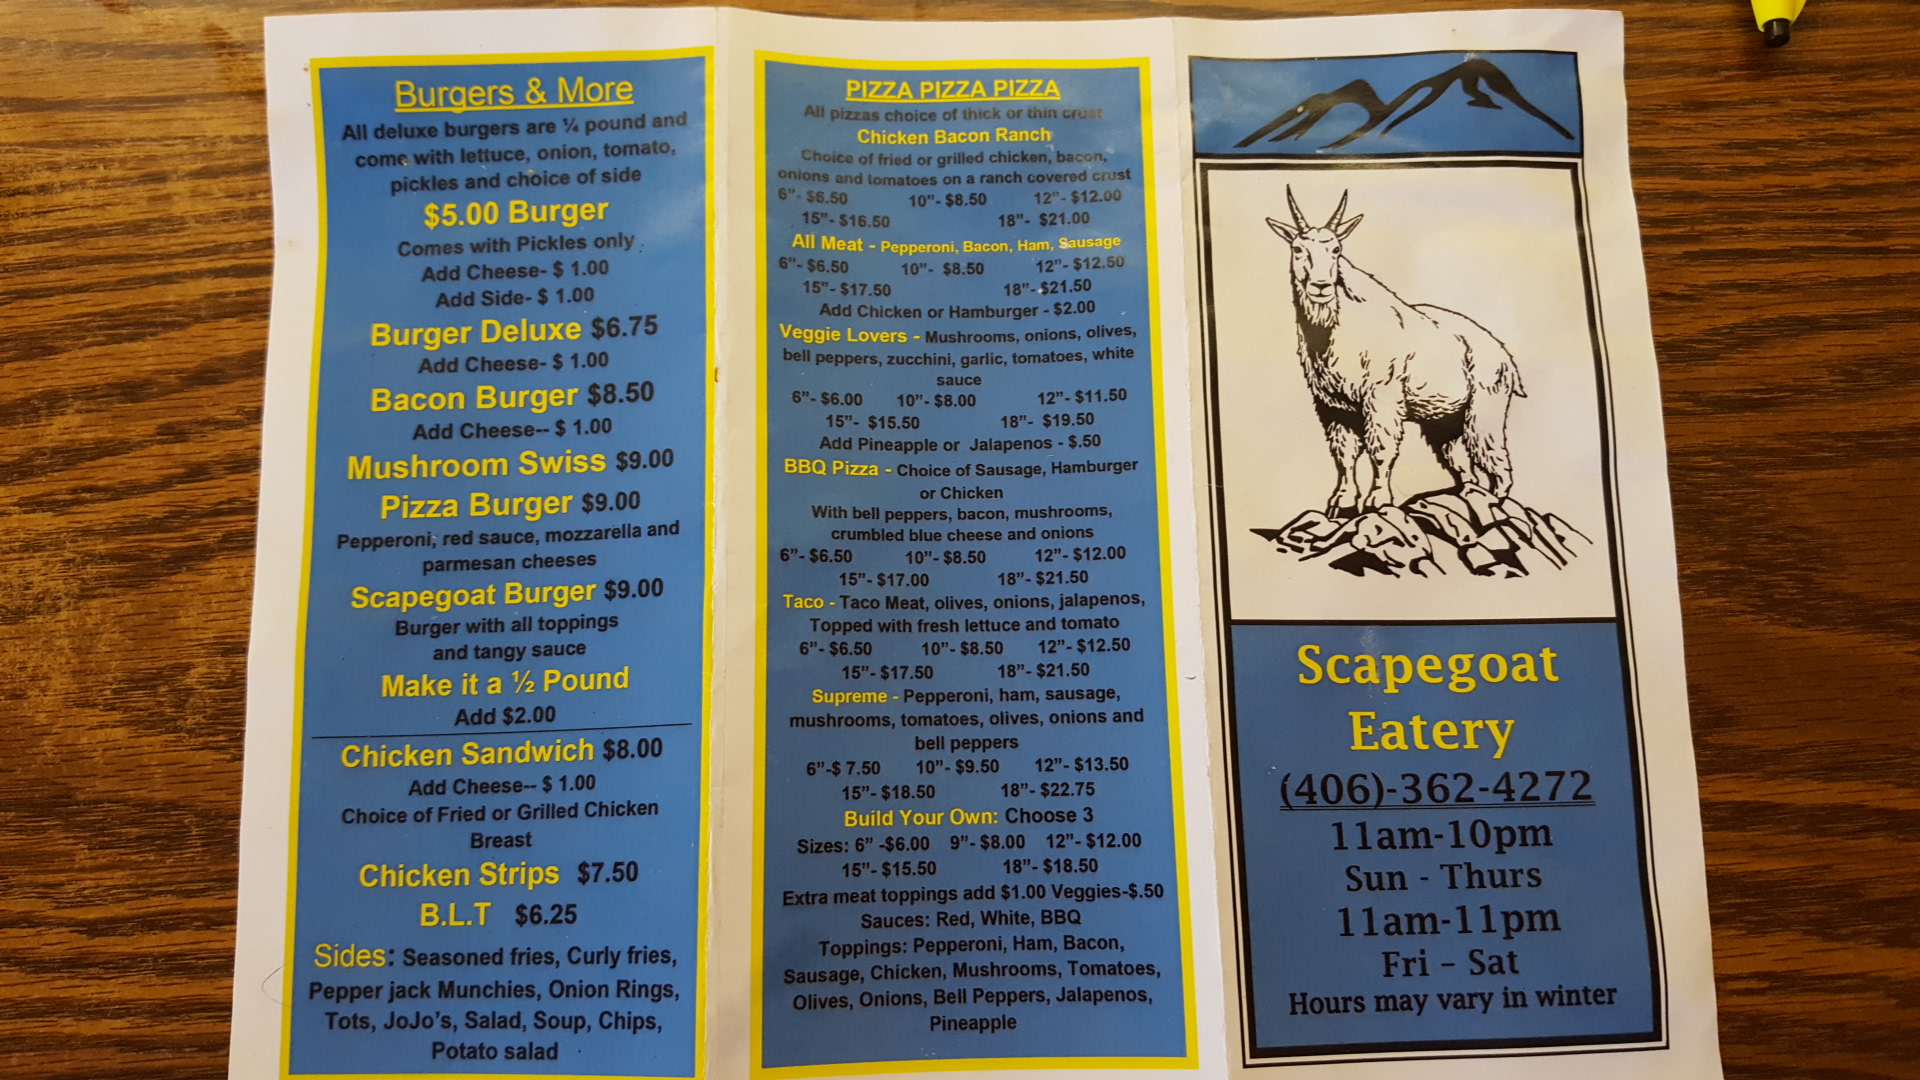 Burgers & More
All deluxe burgers are ¼ pound and
come with lettuce, onion, tomato,
pickles and choice of side
$5.00 Burger
Comes with Pickles only
Add Cheese- $ 1.00
Add Side- $ 1.00
Burger Deluxe $6.75
Add Cheese- $ 1.00
Bacon Burger $8.50
Add Cheese-- $ 1.00
Mushroom Swiss $9.00
Pizza Burger $9.00
Pepperoni, red sauce, mozzarella and
parmesan cheeses
Scapegoat Burger $9.00
Burger with all toppings
and tangy sauce
Make it a ½ Pound
Add $2.00
Chicken Sandwich $8.00
Add Cheese-- $ 1.00
Choice of Fried or Grilled Chicken
Breast
Chicken Strips $7.50
B.L.T $6.25
Sides: Seasoned fries, Curly fries,
Pepper jack Munchies, Onion Rings,
Tots, JoJo's, Salad, Soup, Chips,
Potato salad
PIZZA PIZZA PIZZA
All pizzas choice of thick or thin crust
Chicken Bacon Ranch
Choice of fried or grilled chicken, bacon,
onions and tomatoes on a ranch covered crust
6"- $6.50 10"- $8.50 12"- $12.00
15"- $16.50 18"- $21.00
All Meat - Pepperoni, Bacon, Ham, Sausage
6"- $6.50 10"- $8.50 12"- $12.50
15"- $17.50 18"- $21.50
Add Chicken or Hamburger - $2.00
Veggie Lovers - Mushrooms, onions, olives,
bell peppers, zucchini, garlic, tomatoes, white
sauce
6"- $6.00 10"- $8.00 12"- $11.50
15"- $15.50 18"- $19.50
Add Pineapple or Jalapenos - $.50
BBQ Pizza - Choice of Sausage, Hamburger
or Chicken
With bell peppers, bacon, mushrooms,
crumbled blue cheese and onions
6"- $6.50 10"- $8.50 12"- $12.00
15"- $17.00 18"- $21.50
Taco - Taco Meat, olives, onions, jalapenos,
Topped with fresh lettuce and tomato
6"- $6.50 10"- $8.50 12"- $12.50
15"- $17.50 18"- $21.50
Supreme - Pepperoni, ham, sausage,
mushrooms, tomatoes, olives, onions and
bell peppers
6"-$ 7.50 10"- $9.50 12"- $13.50
15"- $18.50 18"- $22.75
Build Your Own: Choose 3
Sizes: 6" -$6.00 9"- $8.00 12"- $12.00
15"- $15.50 18"- $18.50
Extra meat toppings add $1.00 Veggies-$.50
Sauces: Red, White, BBQ
Toppings: Pepperoni, Ham, Bacon,
Sausage, Chicken, Mushrooms, Tomatoes,
Olives, Onions, Bell Peppers, Jalapenos,
Pineapple
Scapegoat
Eatery
(406)-362-4272
11am-10pm
Sun - Thurs
11am-11pm
Fri - Sat
Hours may vary in winter